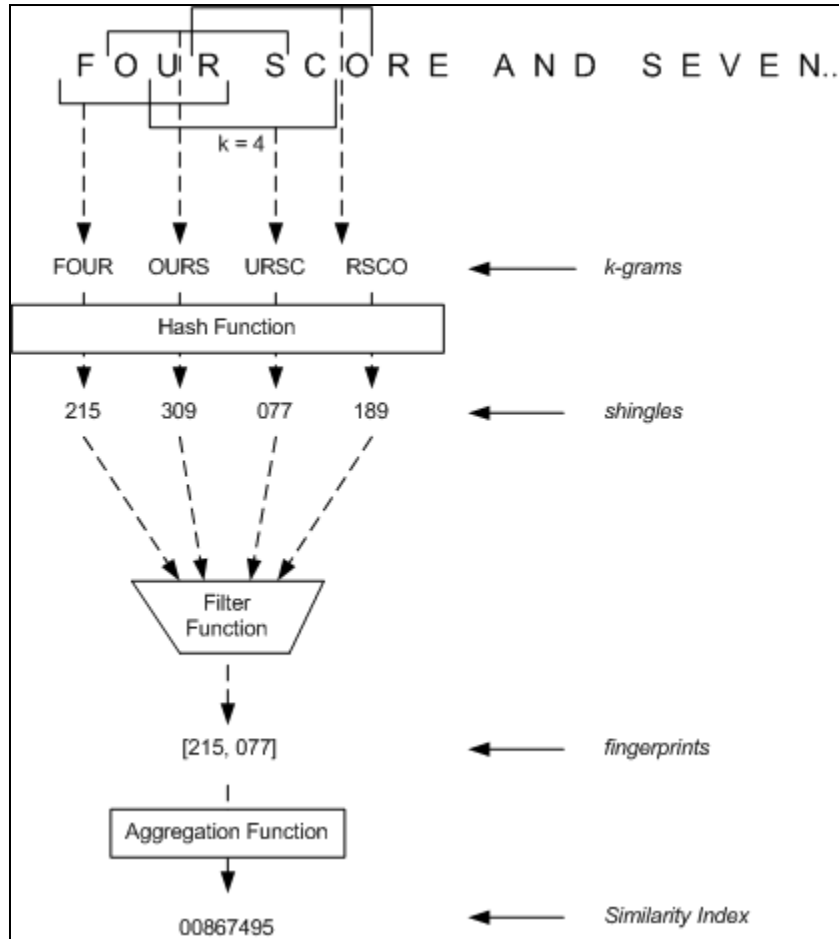 F O U R S C O R E A N D S E V E N...
k = 4
FOUR OURS URSC RSCO k-grams
Hash Function
215 309 077 189 shingles
Filter
Function
[215, 077] fingerprints
Aggregation Function
00867495 Similarity Index